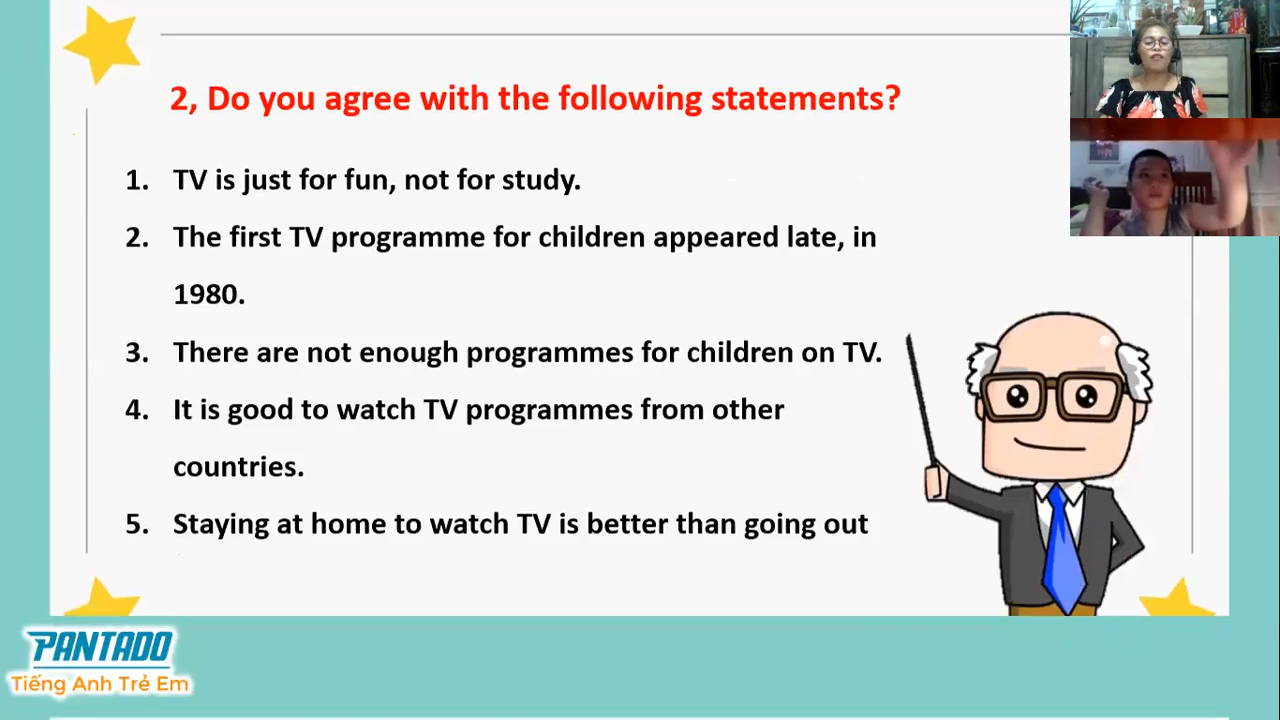 2, Do you agree with the following statements?
1. TV is just for fun, not for study.
2. The first TV programme for children appeared late, in
1980.
3. There are not enough programmes for children on TV.
4. It is good to watch TV programmes from other
countries.
5. Staying at home to watch TV is better than going out
PANTADO
Tiếng Anh Trẻ Em